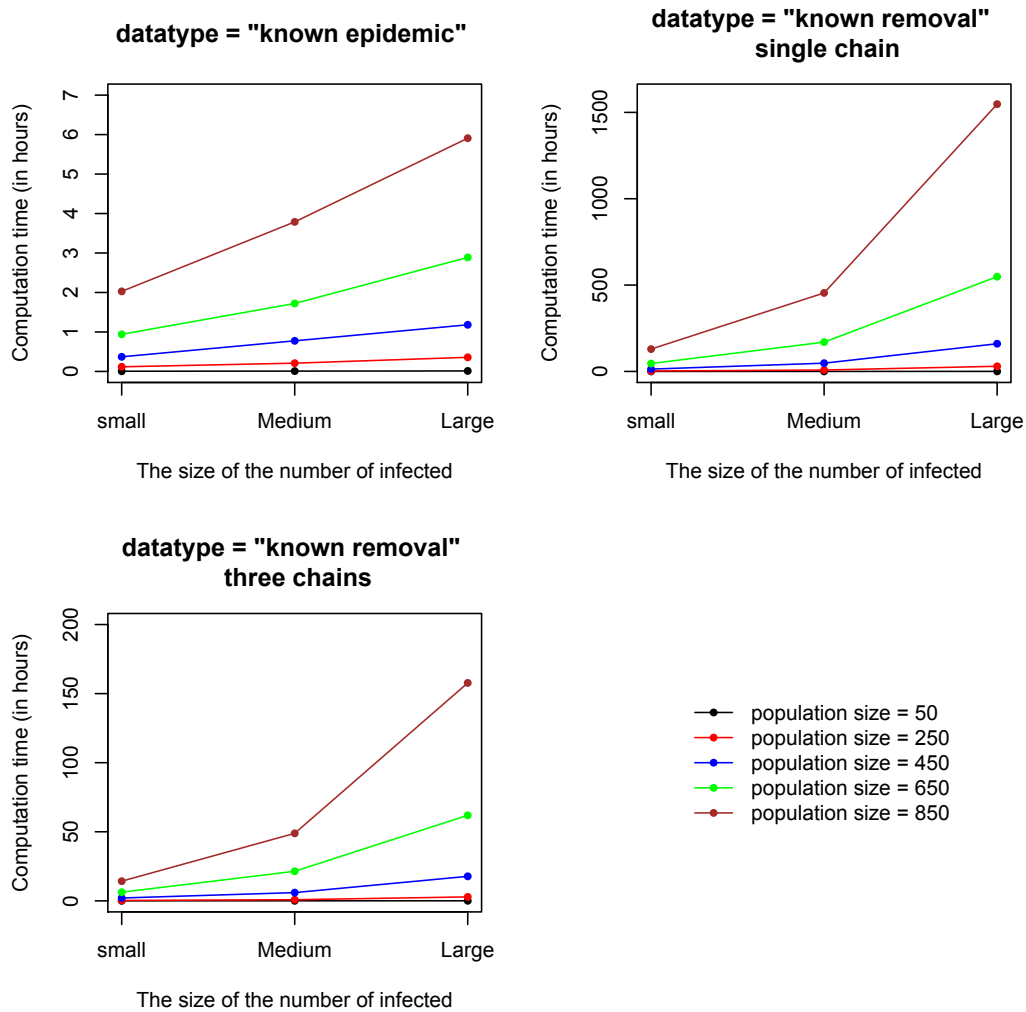 datatype = "known epidemic"
Computation time (in hours)
7
6
5
4
3
2
1
0
small Medium Large
The size of the number of infected
datatype = "known removal"
single chain
Computation time (in hours)
1500
1000
500
0
small Medium Large
The size of the number of infected
datatype = "known removal"
three chains
Computation time (in hours)
200
150
100
50
0
small Medium Large
The size of the number of infected
population size = 50
population size = 250
population size = 450
population size = 650
population size = 850